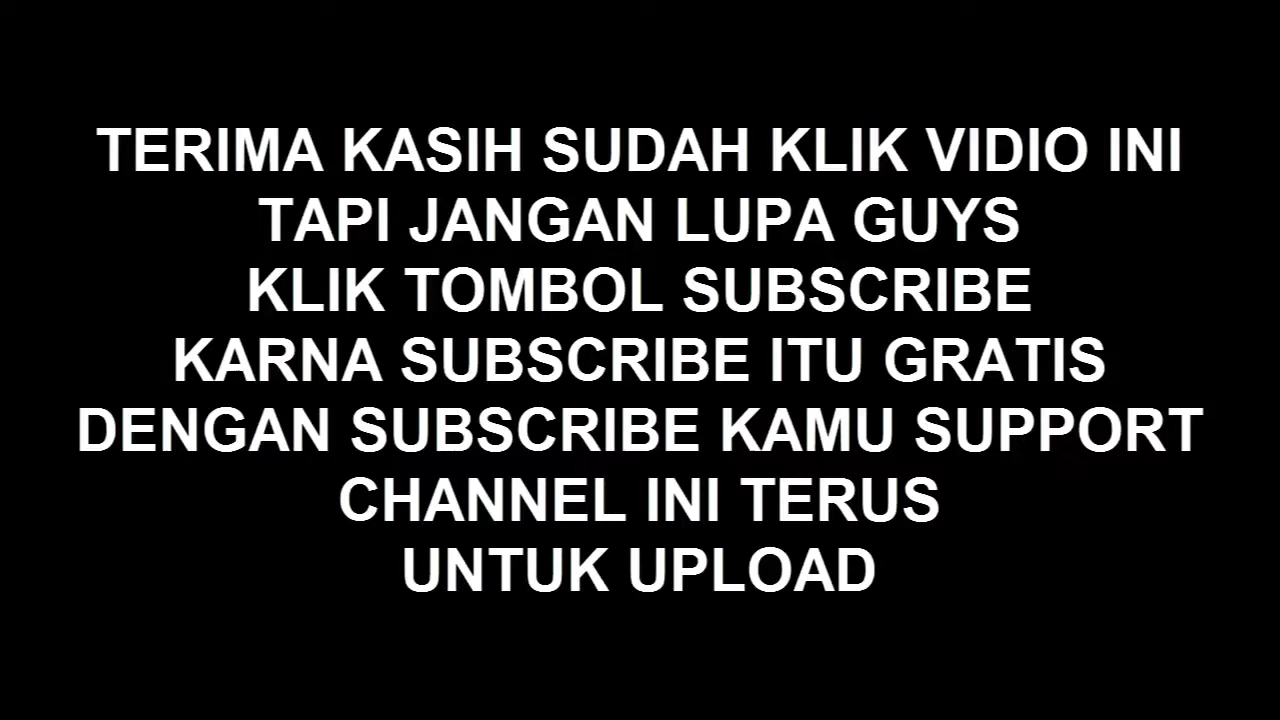 TERIMA KASIH SUDAH KLIK VIDIO INI
TAPI JANGAN LUPA GUYS
KLIK TOMBOL SUBSCRIBE
KARNA SUBSCRIBE ITU GRATIS
DENGAN SUBSCRIBE KAMU SUPPORT
CHANNEL INI TERUS
UNTUK UPLOAD